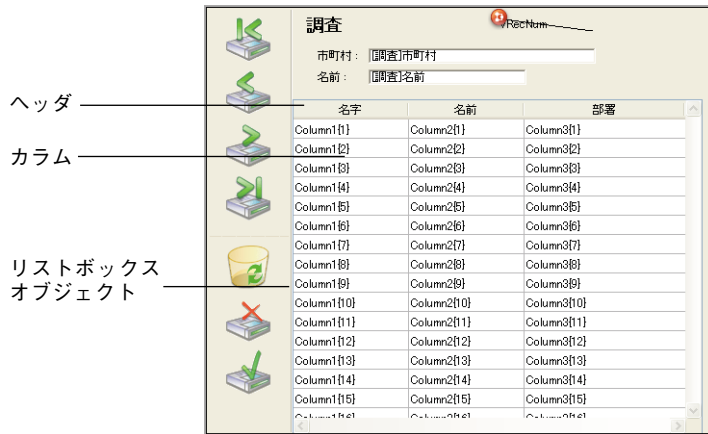 調査
vRecNum
市町村： [調査]市町村
名前： [調査]名前
ヘッダ
カラム
リストボックス
オブジェクト
名字 名前 部署
Column1{1} Column2{1} Column3{1}
Column1{2} Column2{2} Column3{2}
Column1{3} Column2{3} Column3{3}
Column1{4} Column2{4} Column3{4}
Column1{5} Column2{5} Column3{5}
Column1{6} Column2{6} Column3{6}
Column1{7} Column2{7} Column3{7}
Column1{8} Column2{8} Column3{8}
Column1{9} Column2{9} Column3{9}
Column1{10} Column2{10} Column3{10}
Column1{11} Column2{11} Column3{11}
Column1{12} Column2{12} Column3{12}
Column1{13} Column2{13} Column3{13}
Column1{14} Column2{14} Column3{14}
Column1{15} Column2{15} Column3{15}
Column1{16} Column2{16} Column3{16}